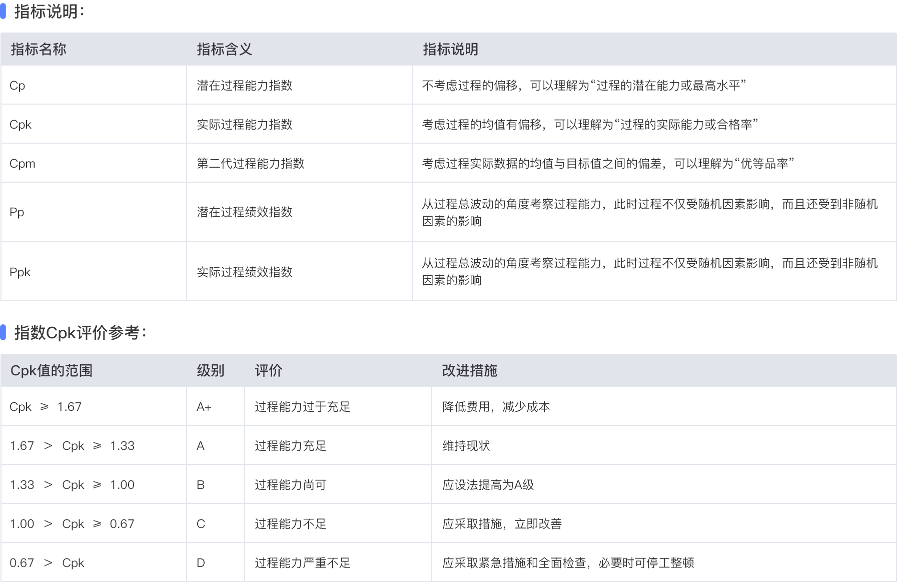 指标说明：
指标名称 指标含义 指标说明
Cp 潜在过程能力指数 不考虑过程的偏移，可以理解为“过程的潜在能力或最高水平”
Cpk 实际过程能力指数 考虑过程的均值有偏移，可以理解为“过程的实际能力或合格率”
Cpm 第二代过程能力指数 考虑过程实际数据的均值与目标值之间的偏差，可以理解为“优等品率”
Pp 潜在过程绩效指数 从过程总波动的角度考察过程能力，此时过程不仅受随机因素影响，而且还受到非随机
因素的影响
Ppk 实际过程绩效指数 从过程总波动的角度考察过程能力，此时过程不仅受随机因素影响，而且还受到非随机
因素的影响
指数Cpk评价参考：
Cpk值的范围 级别 评价 改进措施
Cpk ≥ 1.67 A+ 过程能力过于充足 降低费用，减少成本
1.67 > Cpk ≥ 1.33 A 过程能力充足 维持现状
1.33 > Cpk ≥ 1.00 B 过程能力尚可 应设法提高为A级
1.00 > Cpk ≥ 0.67 C 过程能力不足 应采取措施，立即改善
0.67 > Cpk D 过程能力严重不足 应采取紧急措施和全面检查，必要时可停工整顿